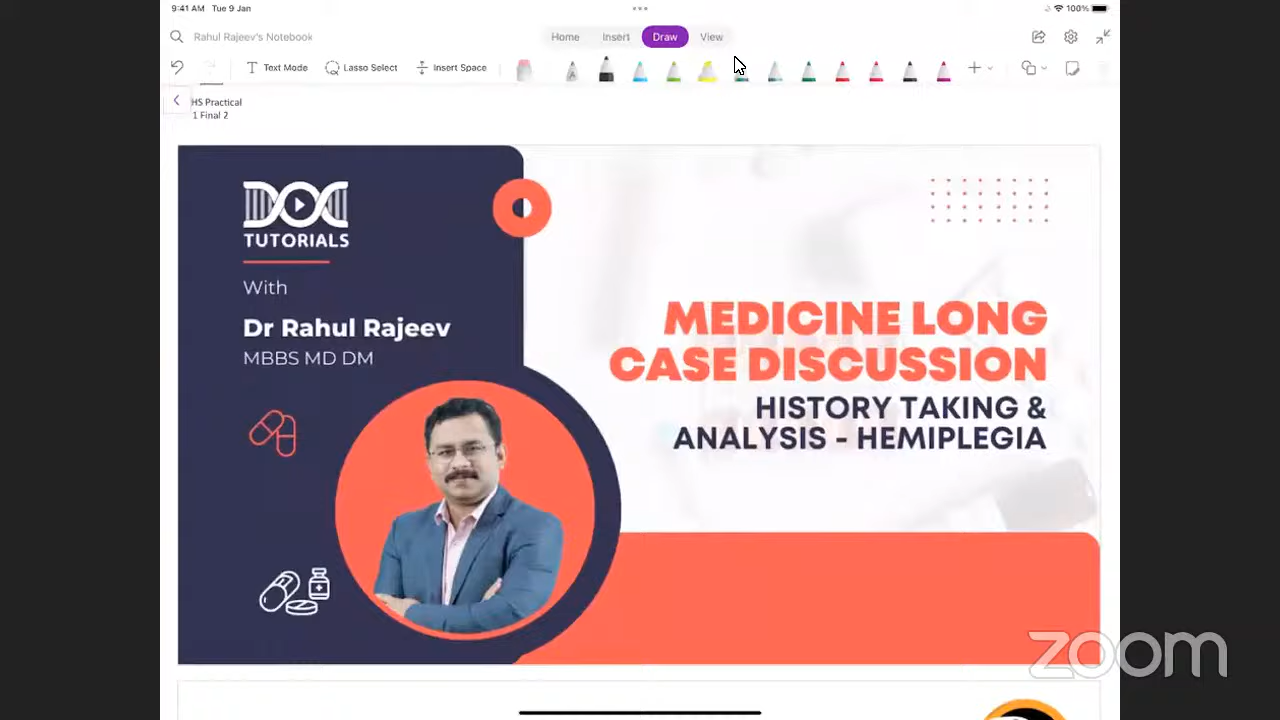 9:41 AM Tue 9 Jan
100%
Rahul Rajeev's Notebook
Home
Insert
Draw
View
Text Mode
Lasso Select
Insert Space
HS Practical
1 Final 2
DOC
TUTORIALS
With
Dr Rahul Rajeev
MBBS MD DM
MEDICINE LONG
CASE DISCUSSION
HISTORY TAKING &
ANALYSIS - HEMIPLEGIA
zoom